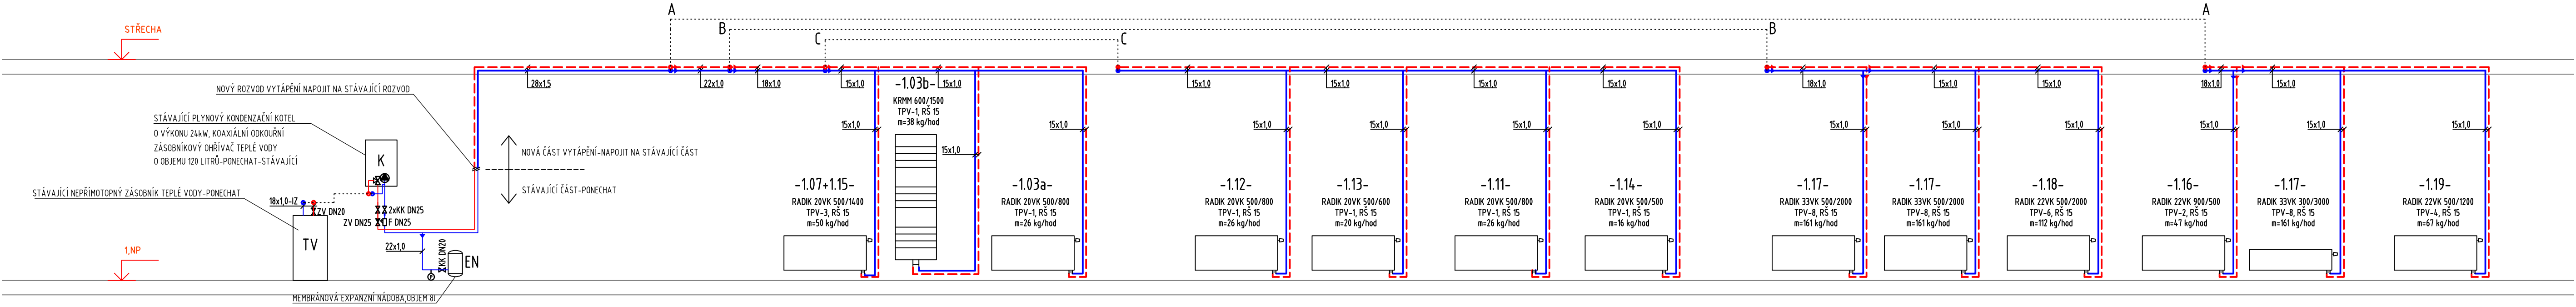 A
A
B
B
C
C
STŘECHA
28x1,5
22x1,0
18x1,0
15x1,0
15x1,0
15x1,0
15x1,0
15x1,0
15x1,0
18x1,0
15x1,0
15x1,0
18x1,0
15x1,0
NOVÝ ROZVOD VYTÁPĚNÍ NAPOJIT NA STÁVAJÍCÍ ROZVOD
STÁVAJÍCÍ PLYNOVÝ KONDENZAČNÍ KOTEL
O VÝKONU 24kW, KOAXIÁLNÍ ODKOUŘNÍ
ZÁSOBNÍKOVÝ OHŘÍVAČ TEPLÉ VODY
O OBJEMU 120 LITRŮ-PONECHAT-STÁVAJÍCÍ
K
NOVÁ ČÁST VYTÁPĚNÍ-NAPOJIT NA STÁVAJÍCÍ ČÁST
STÁVAJÍCÍ ČÁST-PONECHAT
STÁVAJÍCÍ NEPŘÍMOTOPNÝ ZÁSOBNÍK TEPLÉ VODY-PONECHAT
18x1,0-IZ
ZV DN20
2xKK DN25
ZV DN25
F DN25
TV
22x1,0
KK DN20
EN
1,NP
MEMBRÁNOVÁ EXPANZNÍ NÁDOBA,OBJEM 8l
15x1,0
-1.07+1.15-
RADIK 20VK 500/1400
TPV-3, RŠ 15
m=50 kg/hod
-1.03b-
KRMM 600/1500
TPV-1, RŠ 15
m=38 kg/hod
15x1,0
15x1,0
-1.03a-
RADIK 20VK 500/800
TPV-1, RŠ 15
m=26 kg/hod
15x1,0
-1.12-
RADIK 20VK 500/800
TPV-1, RŠ 15
m=26 kg/hod
15x1,0
-1.13-
RADIK 20VK 500/600
TPV-1, RŠ 15
m=20 kg/hod
15x1,0
-1.11-
RADIK 20VK 500/800
TPV-1, RŠ 15
m=26 kg/hod
15x1,0
-1.14-
RADIK 20VK 500/500
TPV-1, RŠ 15
m=16 kg/hod
15x1,0
-1.17-
RADIK 33VK 500/2000
TPV-8, RŠ 15
m=161 kg/hod
15x1,0
-1.17-
RADIK 33VK 500/2000
TPV-8, RŠ 15
m=161 kg/hod
15x1,0
-1.18-
RADIK 22VK 500/2000
TPV-6, RŠ 15
m=112 kg/hod
15x1,0
-1.16-
RADIK 22VK 900/500
TPV-2, RŠ 15
m=47 kg/hod
15x1,0
-1.17-
RADIK 33VK 300/3000
TPV-8, RŠ 15
m=161 kg/hod
15x1,0
-1.19-
RADIK 22VK 500/1200
TPV-4, RŠ 15
m=67 kg/hod